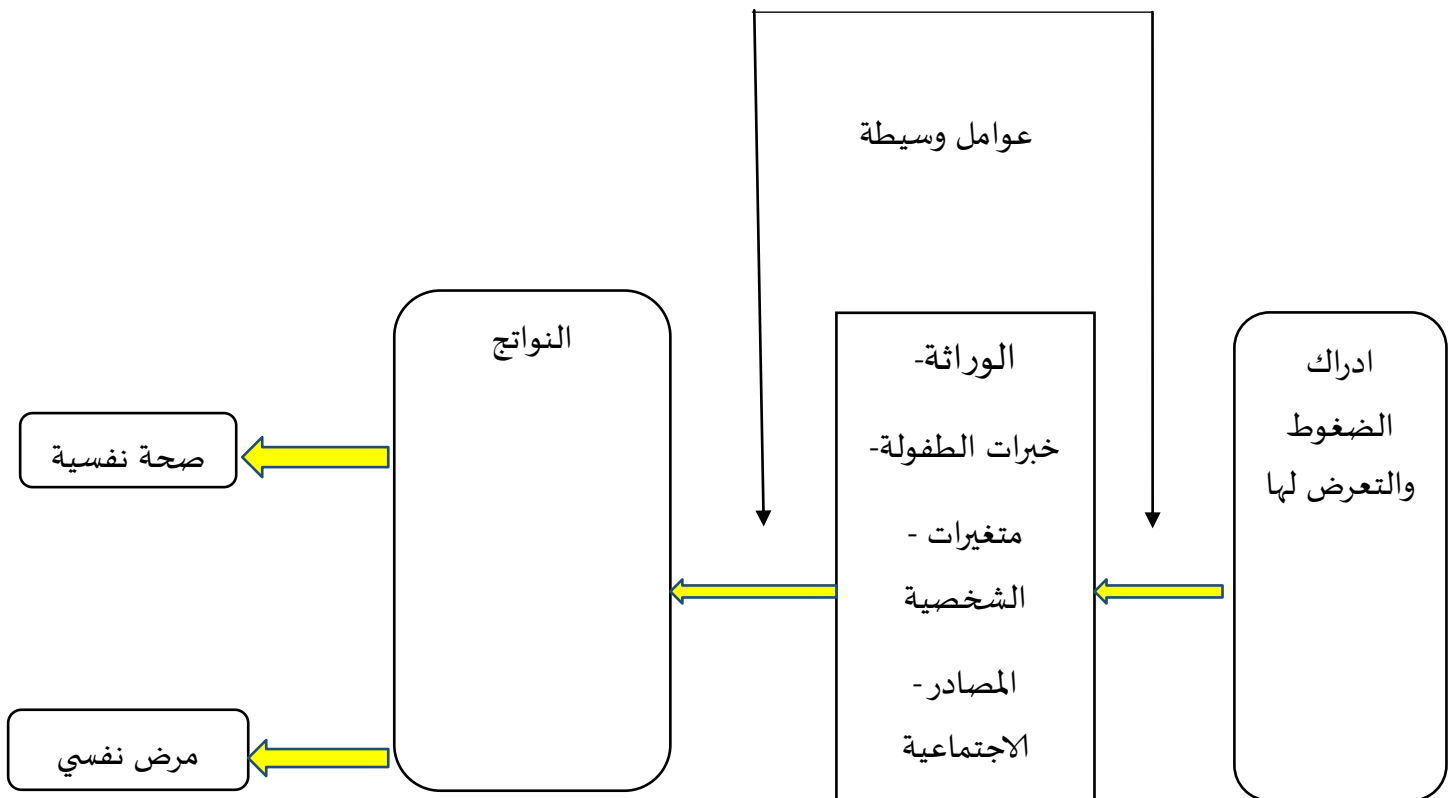 عوامل وسيطة
ادراك
الضغوط
والتعرض لها
الوراثة-
خبرات الطفولة-
متغيرات -
الشخصية
المصادر -
الاجتماعية
النواتج
صحة نفسية
مرض نفسي